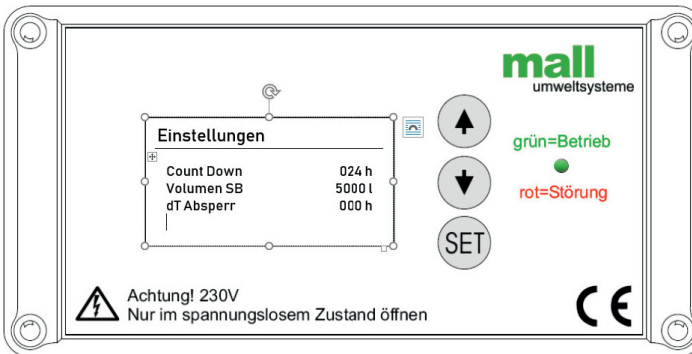 mall
umweltsysteme
Einstellungen
Count Down 024 h
Volumen SB 5000 l
dT Absperr 000 h
grün=Betrieb
rot=Störung
SET
Achtung! 230V
Nur im spannungslosem Zustand öffnen
CE